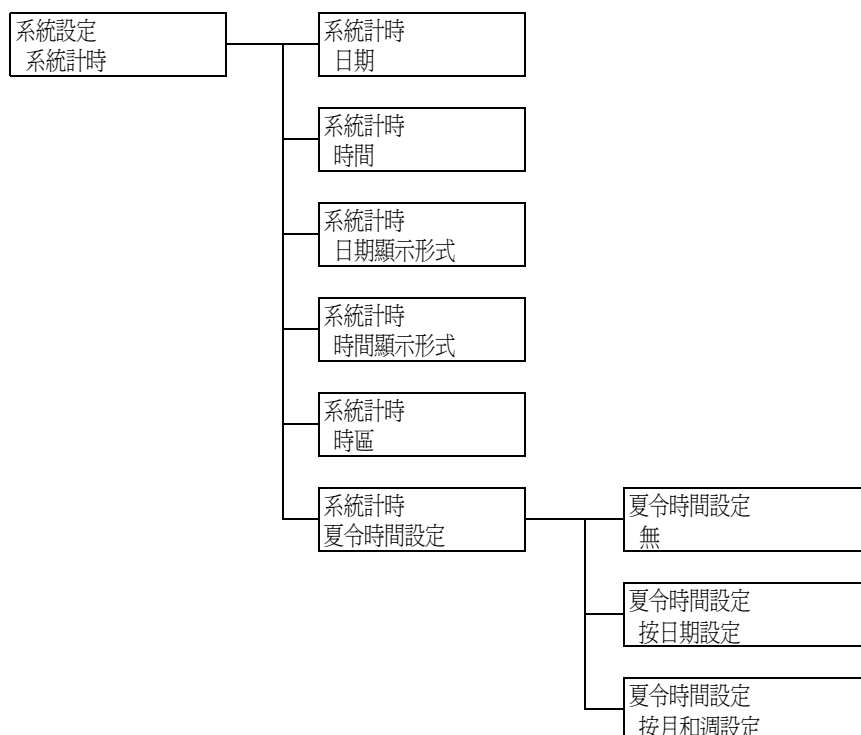 系統設定
系統計時
系統計時
日期
系統計時
時間
系統計時
日期顯示形式
系統計時
時間顯示形式
系統計時
時區
系統計時
夏令時間設定
夏令時間設定
無
夏令時間設定
按日期設定
夏令時間設定
按月和週設定